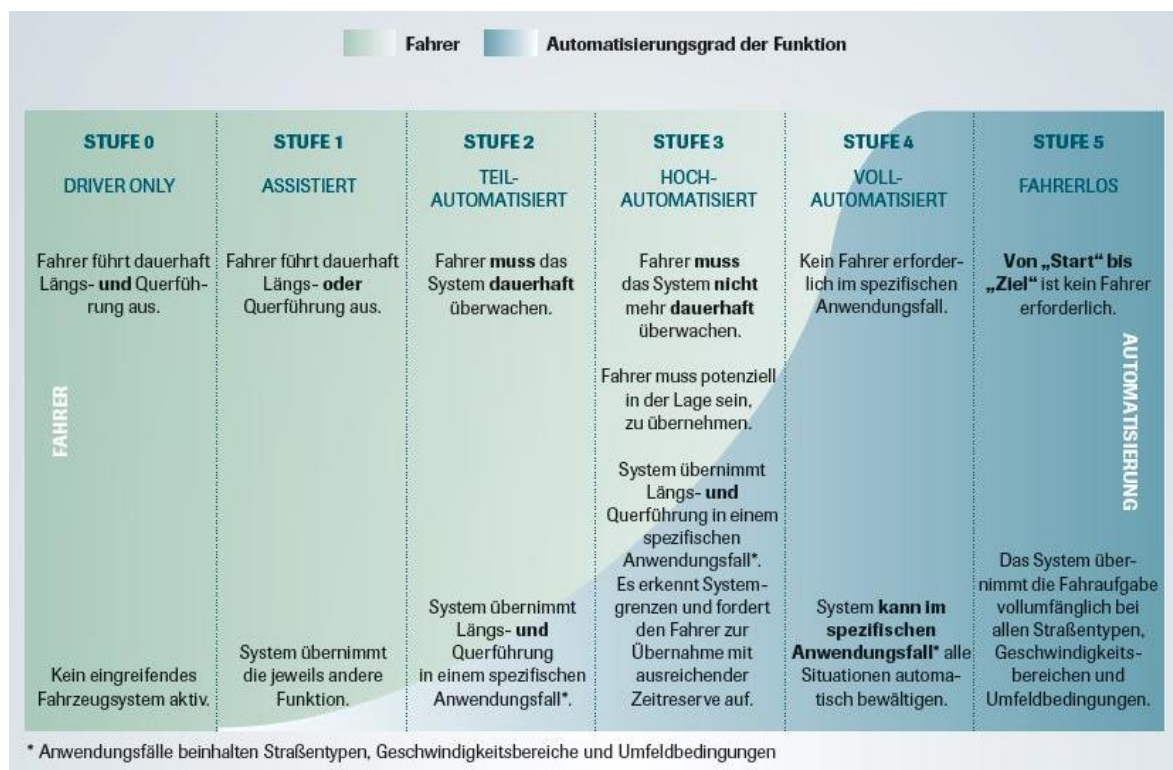 Fahrer
Automatisierungsgrad der Funktion
STUFE 0
DRIVER ONLY
Fahrer führt dauerhaft
Längs- und Querfüh-
rung aus.
Kein eingreifendes
Fahrzeugsystem aktiv.
STUFE 1
ASSISTIERT
Fahrer führt dauerhaft
Längs- oder
Querführung aus.
System übernimmt
die jeweils andere
Funktion.
STUFE 2
TEIL-
AUTOMATISIERT
Fahrer muss das
System dauerhaft
überwachen.
System übernimmt
Längs- und
Querführung
in einem spezifischen
Anwendungsfall*.
STUFE 3
HOCH-
AUTOMATISIERT
Fahrer muss
das System nicht
mehr dauerhaft
überwachen.
Fahrer muss potenziell
in der Lage sein,
zu übernehmen.
System übernimmt
Längs- und
Querführung in einem
spezifischen
Anwendungsfall*.
Es erkennt System-
grenzen und fordert
den Fahrer zur
Übernahme mit
ausreichender
Zeitreserve auf.
STUFE 4
VOLL-
AUTOMATISIERT
Kein Fahrer erforder-
lich im spezifischen
Anwendungsfall.
System kann im
spezifischen
Anwendungsfall* alle
Situationen automa-
tisch bewältigen.
STUFE 5
FAHRERLOS
Von „Start“ bis
„Ziel“ ist kein Fahrer
erforderlich.
Das System über-
nimmt die Fahraufgabe
vollumfänglich bei
allen Straßentypen,
Geschwindigkeits-
bereichen und
Umfeldbedingungen.
FAHRER
AUTOMATISIERUNG
* Anwendungsfälle beinhalten Straßentypen, Geschwindigkeitsbereiche und Umfeldbedingungen